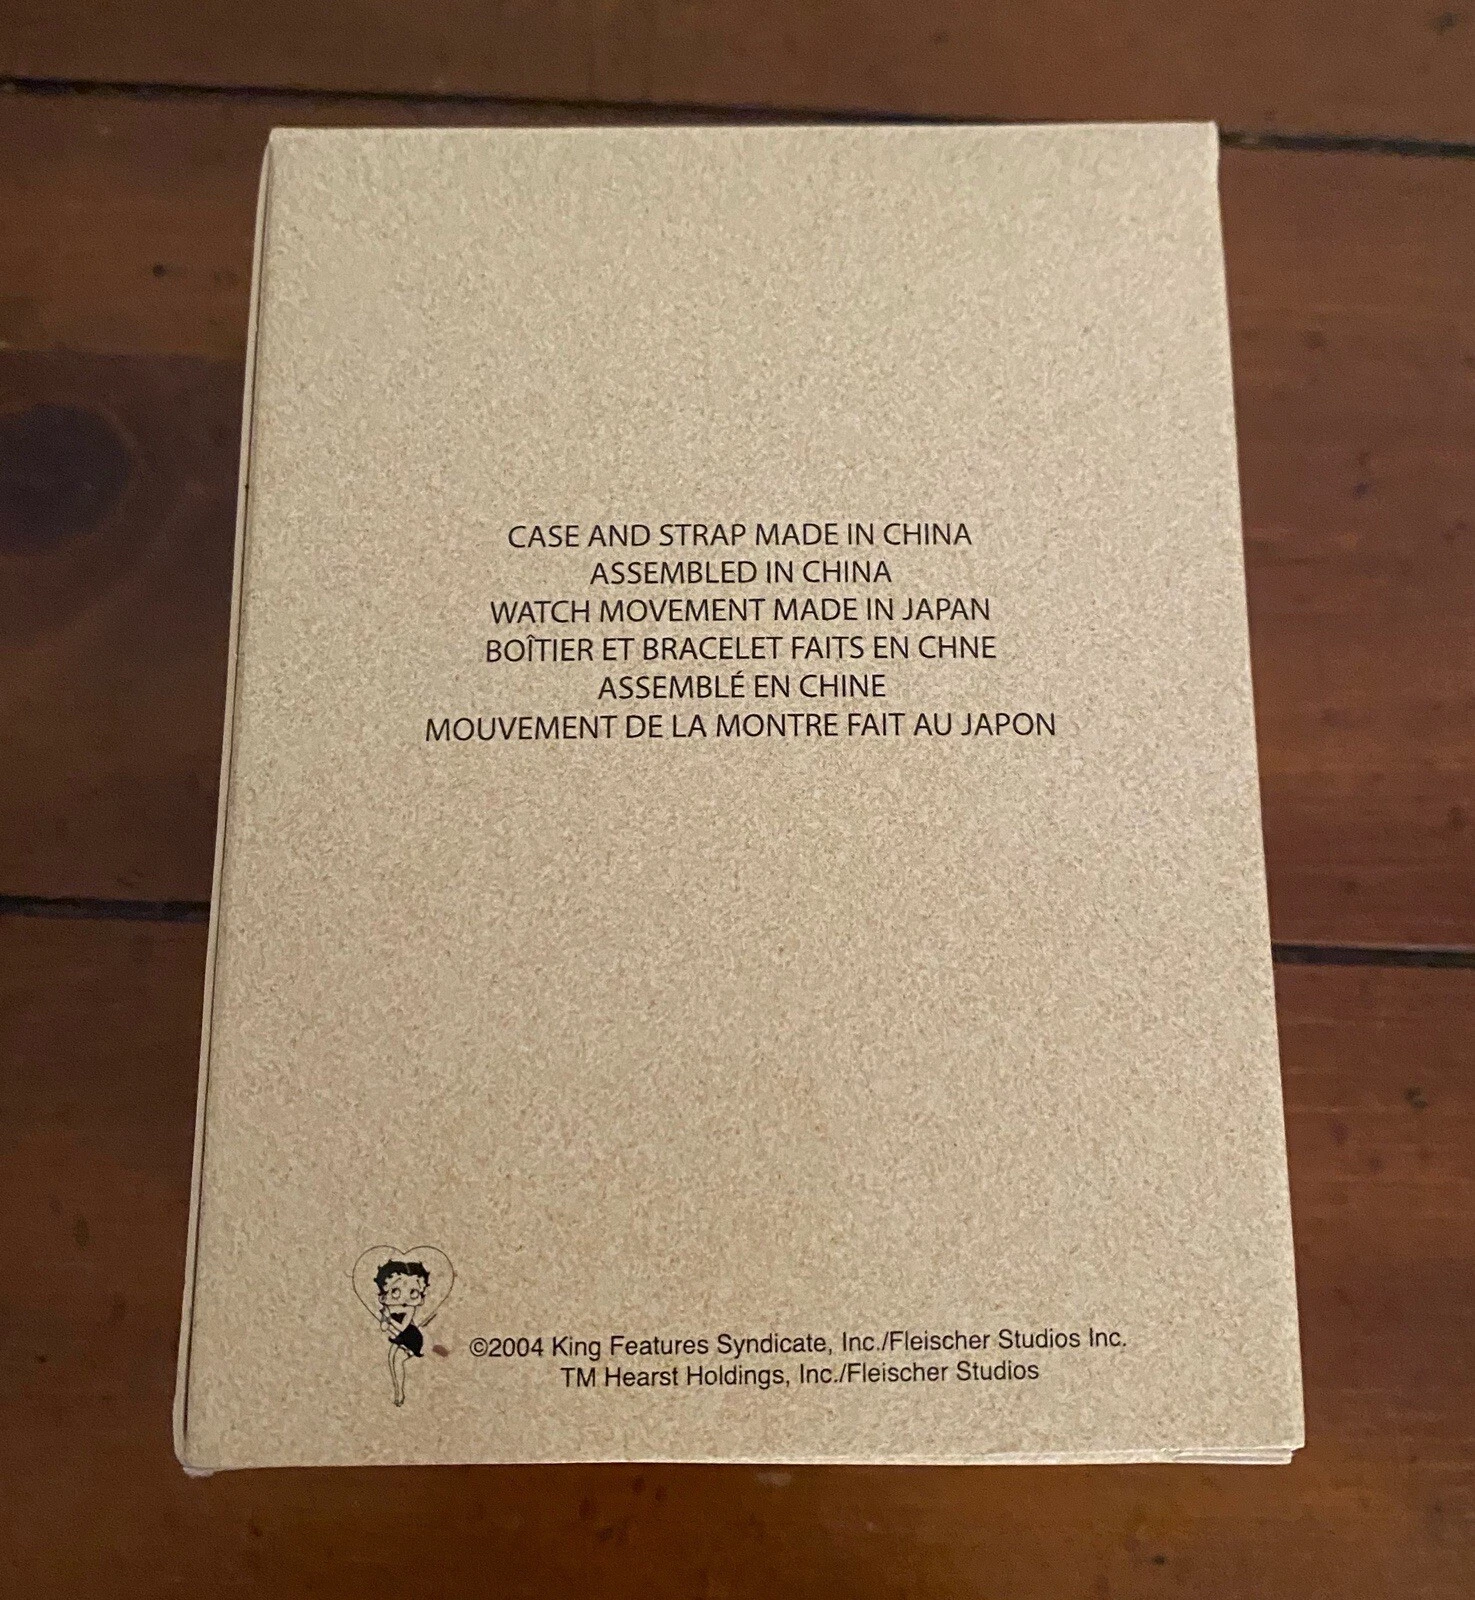 CASE AND STRAP MADE IN CHINA
ASSEMBLED IN CHINA
WATCH MOVEMENT MADE IN JAPAN
BOÎTIER ET BRACELET FAITS EN CHNE
ASSEMBLÉ EN CHINE
MOUVEMENT DE LA MONTRE FAIT AU JAPON
©2004 King Features Syndicate, Inc./Fleischer Studios Inc.
TM Hearst Holdings, Inc./Fleischer Studios